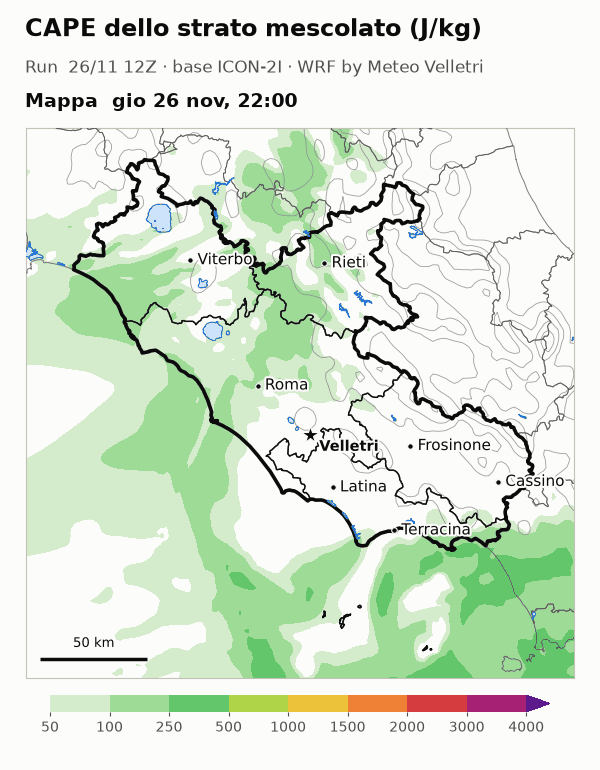 CAPE dello strato mescolato (J/kg)
Run  26/11 12Z · base ICON-2I · WRF by Meteo Velletri
Mappa  gio 26 nov, 22:00
Viterbo
Rieti
Roma
Velletri
Frosinone
Cassino
Latina
Terracina
50 km
50 100 250 500 1000 1500 2000 3000 4000